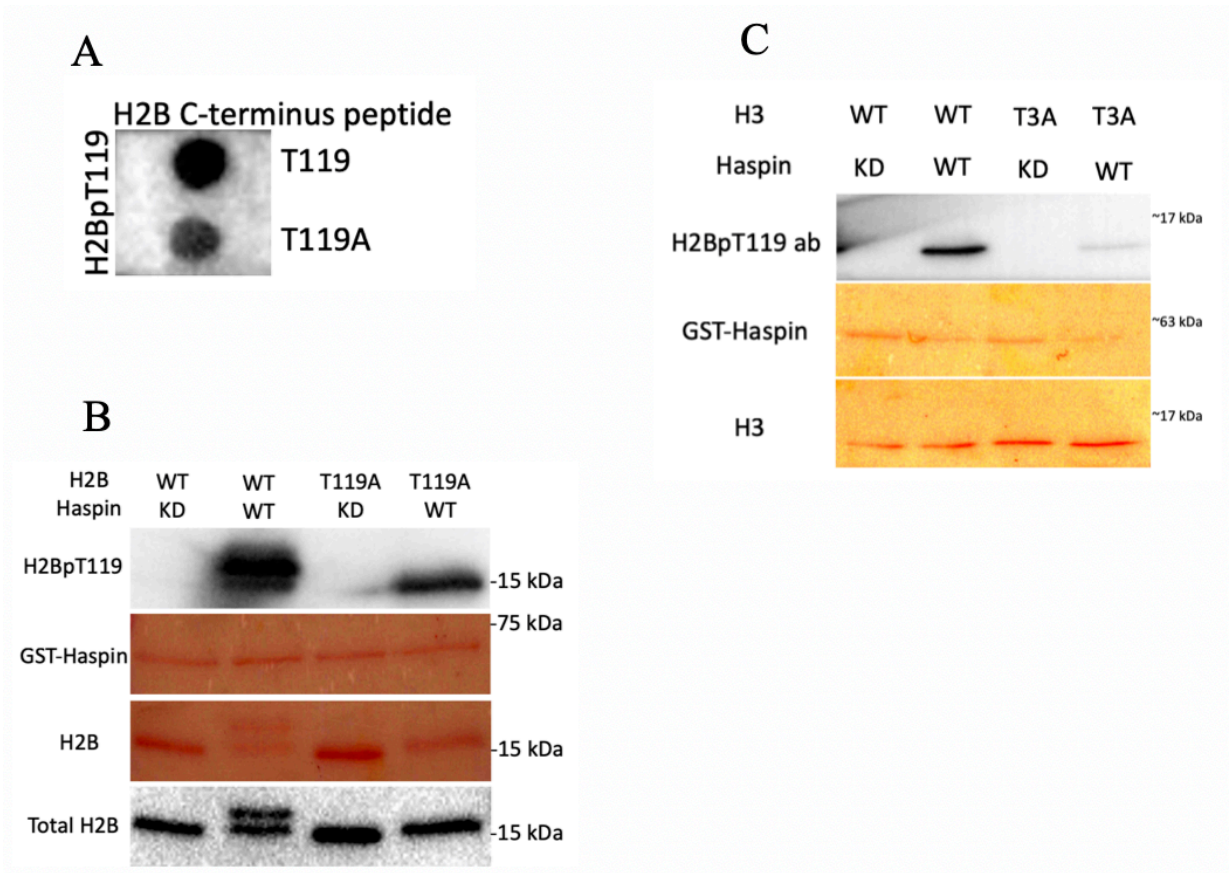 A
H2B C-terminus peptide
H2BpT119
T119
T119A
B
H2B WT WT T119A T119A
Haspin KD WT KD WT
H2BpT119
-15 kDa
-75 kDa
GST-Haspin
H2B
-15 kDa
Total H2B
-15 kDa
C
H3 WT WT T3A T3A
Haspin KD WT KD WT
~17 kDa
H2BpT119 ab
~63 kDa
GST-Haspin
~17 kDa
H3